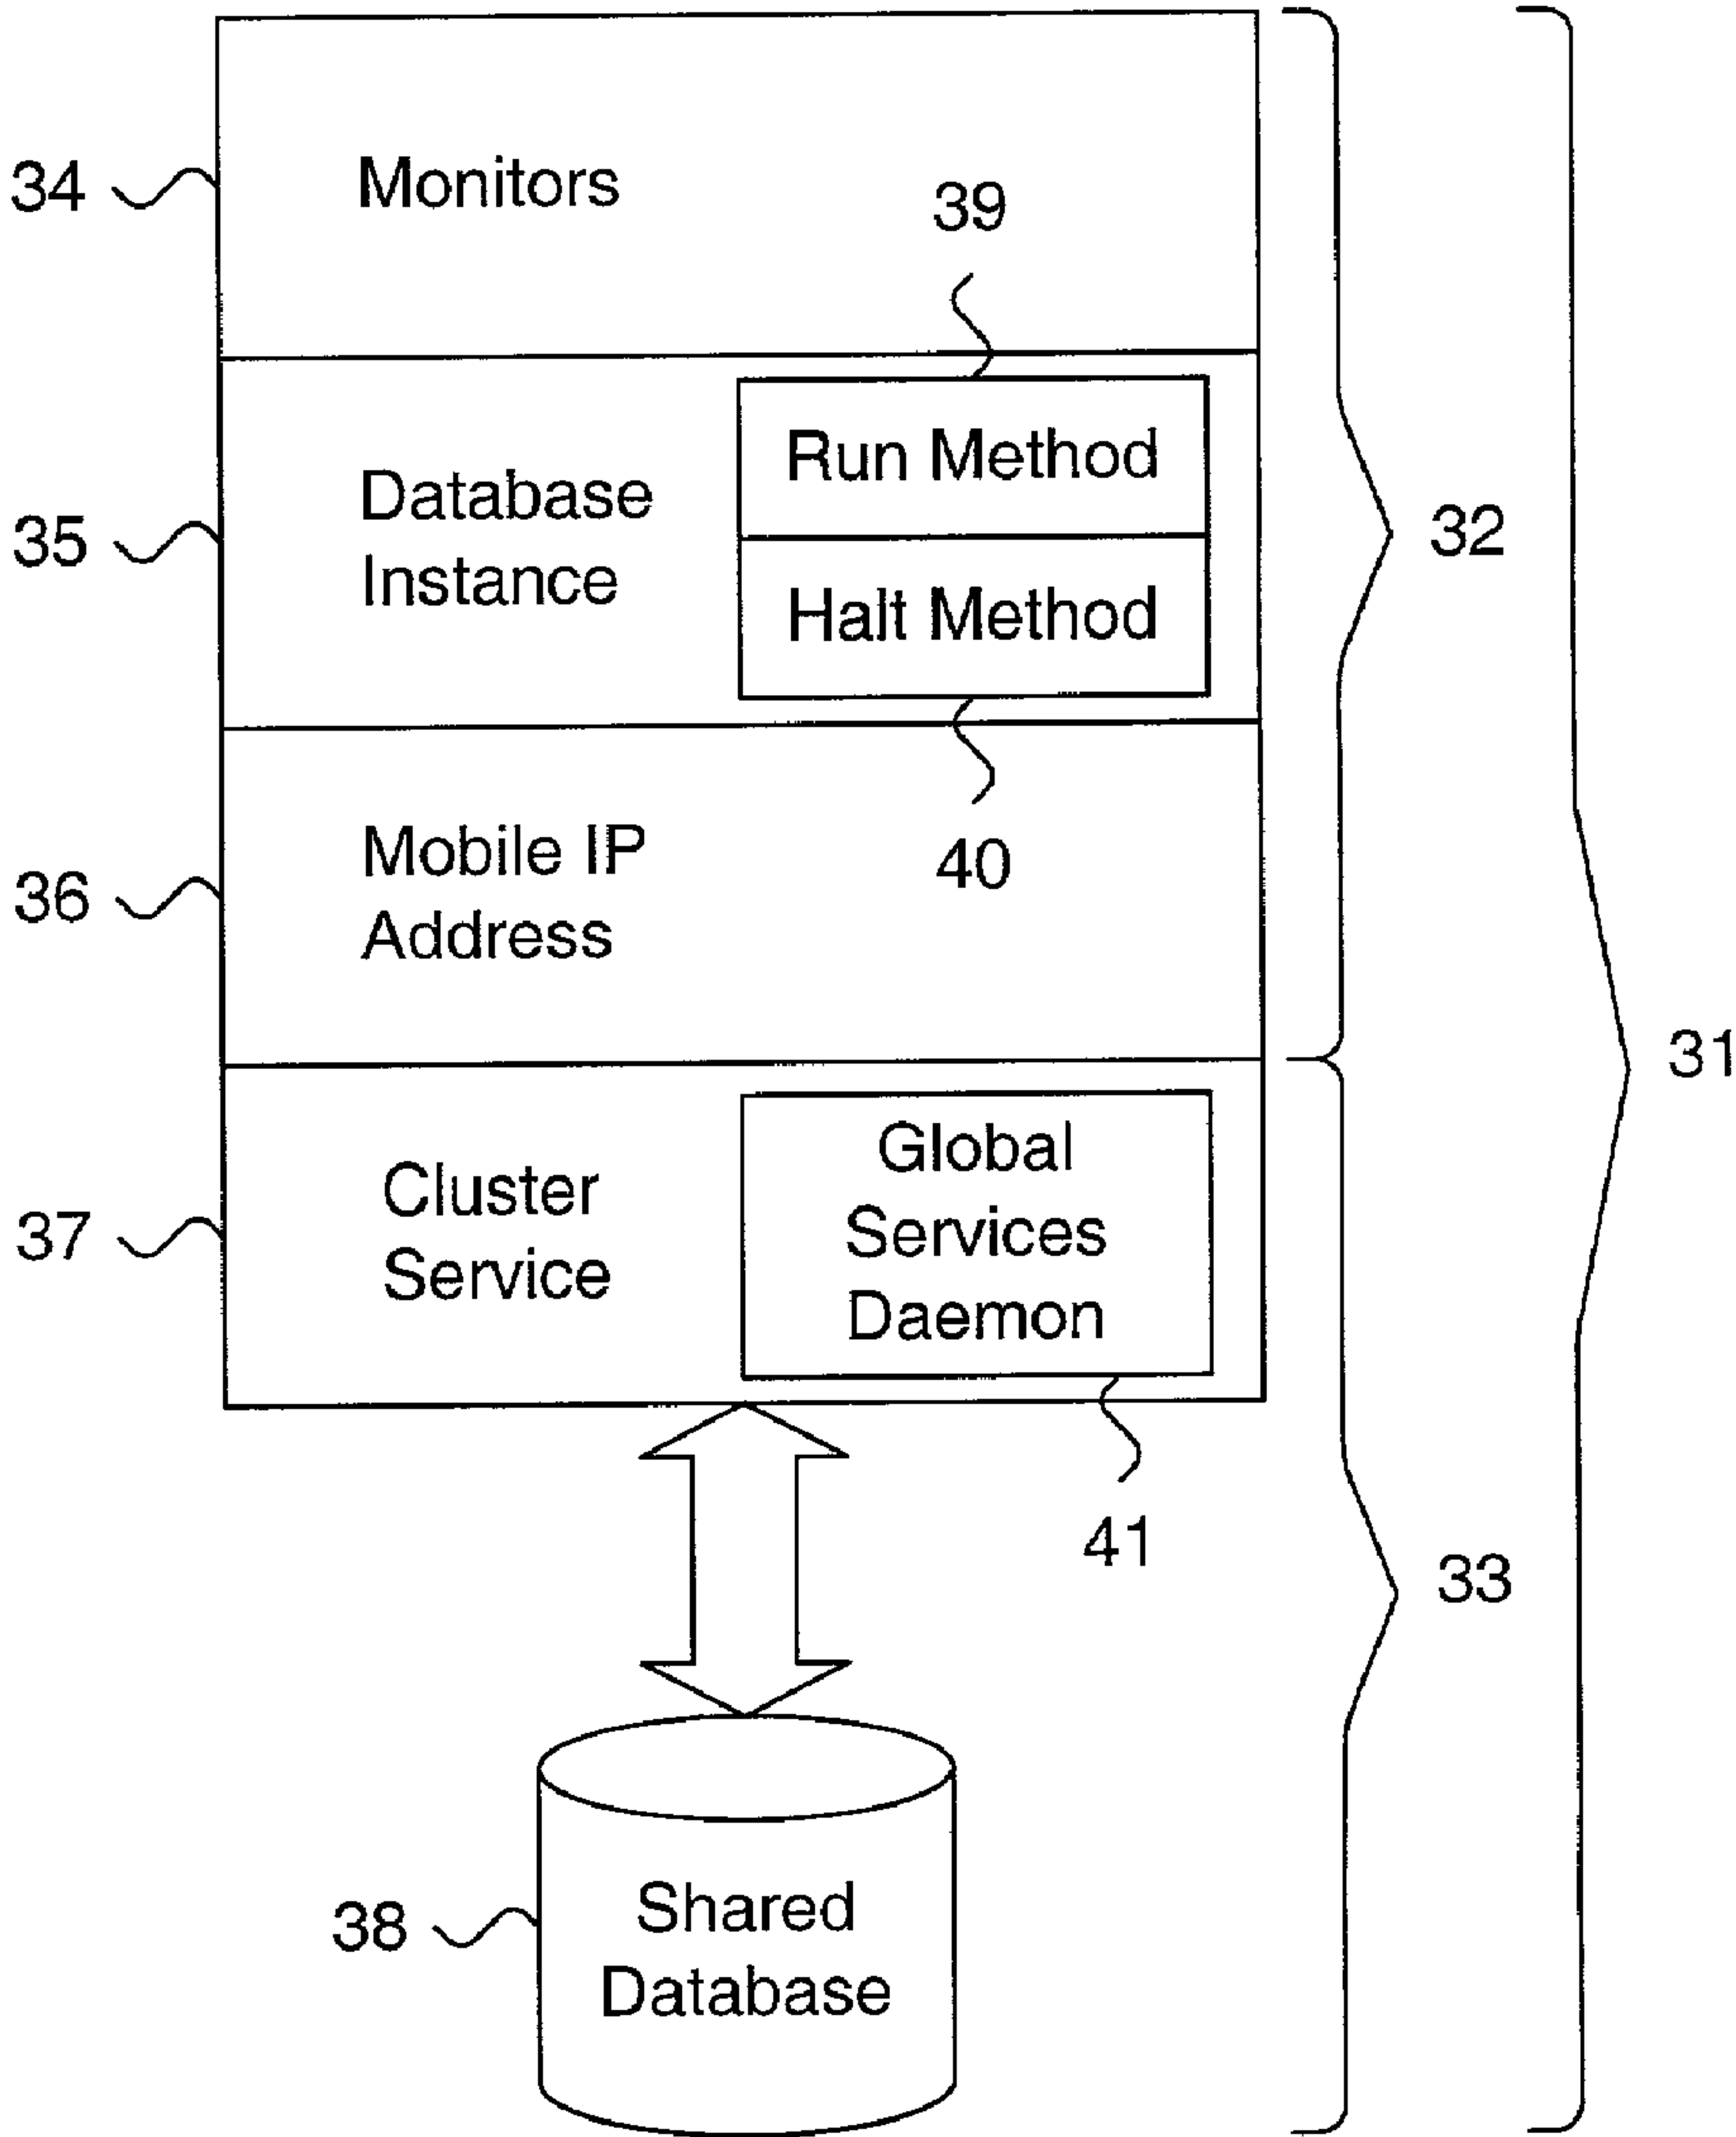 34
Monitors
39
35
Database
Instance
Run Method
Halt Method
32
36
Mobile IP
Address
40
31
37
Cluster
Service
Global
Services
Daemon
41
33
38
Shared
Database